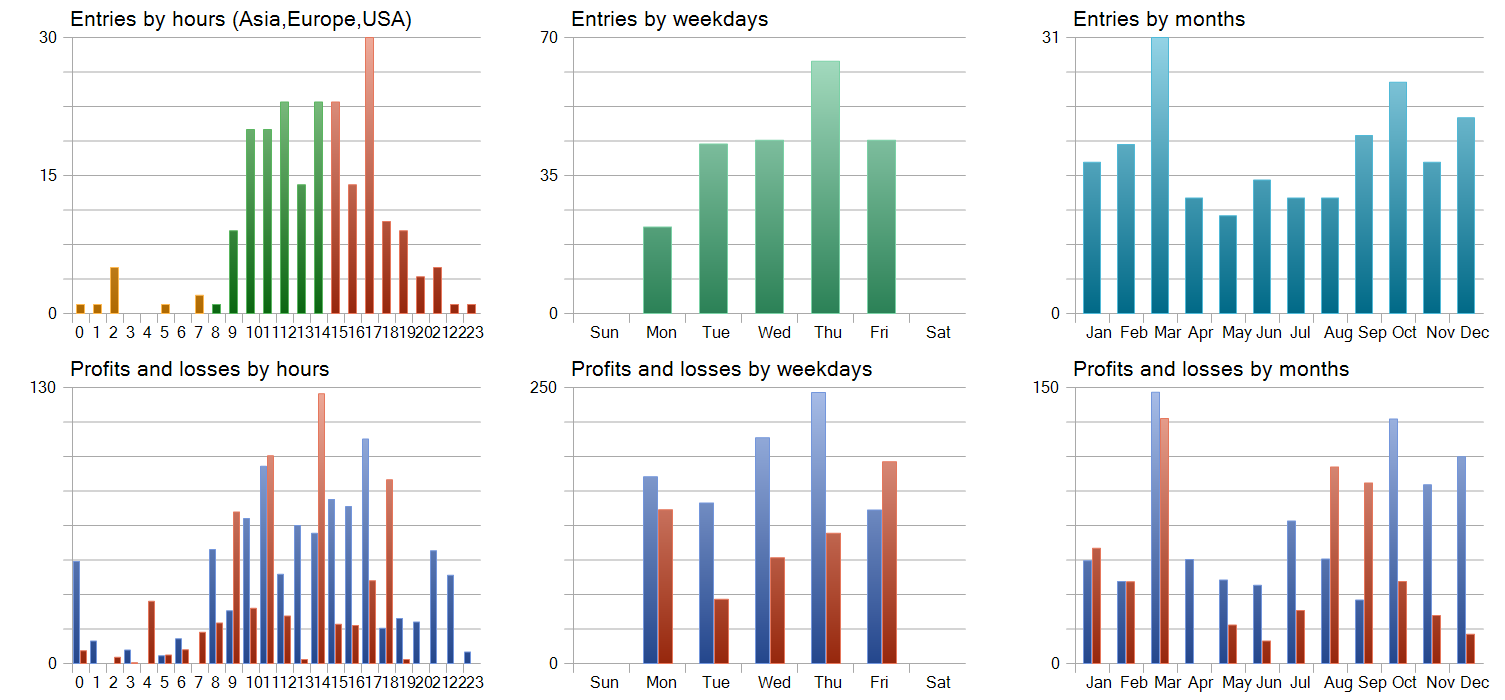 Entries by hours (Asia,Europe,USA)
30
15
0
0 1 2 3 4 5 6 7 8 9 10 11 12 13 14 15 16 17 18 19 20 21 22 23
Entries by weekdays
70
35
0
Sun Mon Tue Wed Thu Fri Sat
Entries by months
31
0
Jan Feb Mar Apr May Jun Jul Aug Sep Oct Nov Dec
Profits and losses by hours
130
0
0 1 2 3 4 5 6 7 8 9 10 11 12 13 14 15 16 17 18 19 20 21 22 23
Profits and losses by weekdays
250
0
Sun Mon Tue Wed Thu Fri Sat
Profits and losses by months
150
0
Jan Feb Mar Apr May Jun Jul Aug Sep Oct Nov Dec